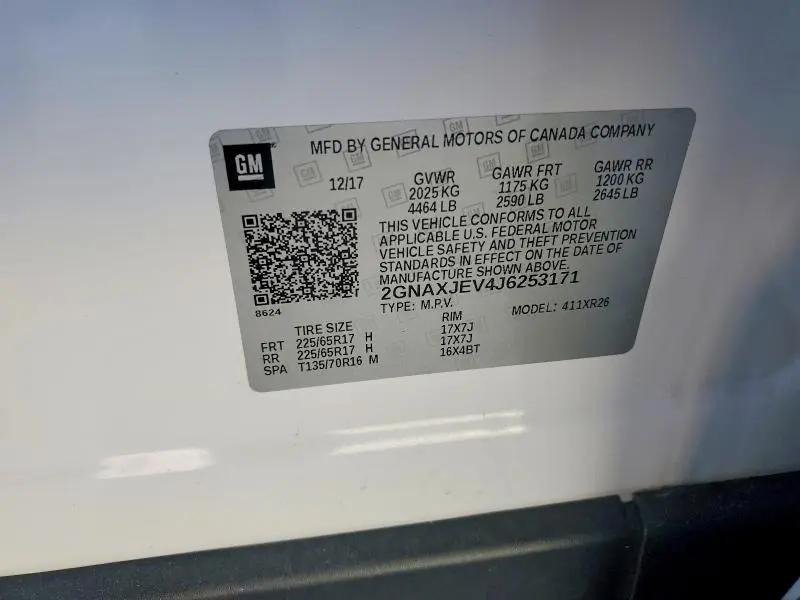 GM
MFD BY GENERAL MOTORS OF CANADA COMPANY
12/17 GVWR GAWR FRT GAWR RR
2025 KG 1175 KG 1200 KG
4464 LB 2590 LB 2645 LB
THIS VEHICLE CONFORMS TO ALL
APPLICABLE U.S. FEDERAL MOTOR
VEHICLE SAFETY AND THEFT PREVENTION
STANDARDS IN EFFECT ON THE DATE OF
MANUFACTURE SHOWN ABOVE.
2GNAXJEV4J6253171
8624
TYPE: M.P.V. MODEL: 411XR26
TIRE SIZE RIM
FRT 225/65R17 H 17X7J
RR 225/65R17 H 17X7J
SPA T135/70R16 M 16X4BT